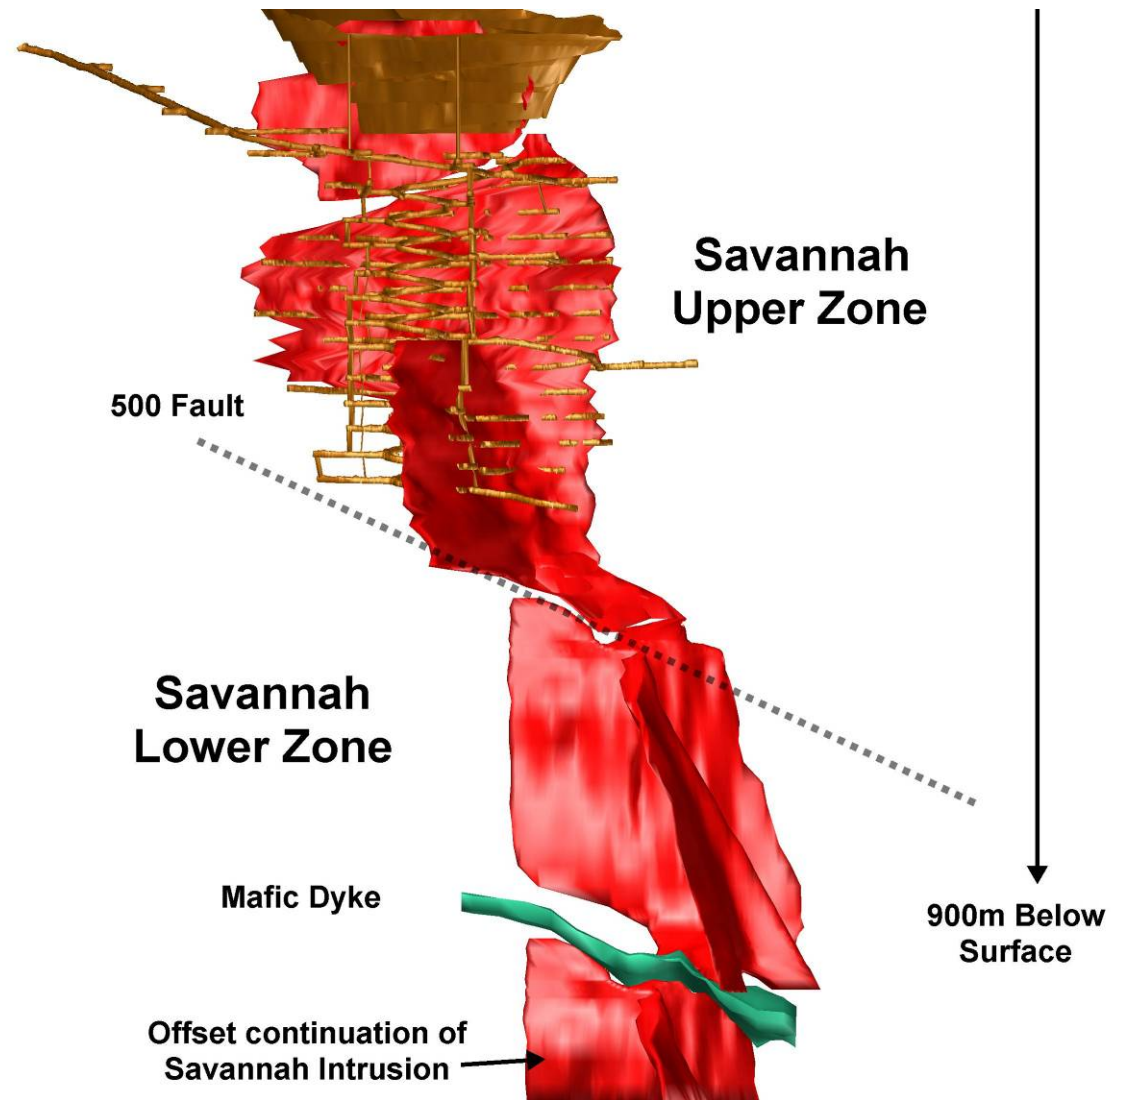 Savannah
Upper Zone
500 Fault
Savannah
Lower Zone
Mafic Dyke
900m Below
Surface
Offset continuation of
Savannah Intrusion